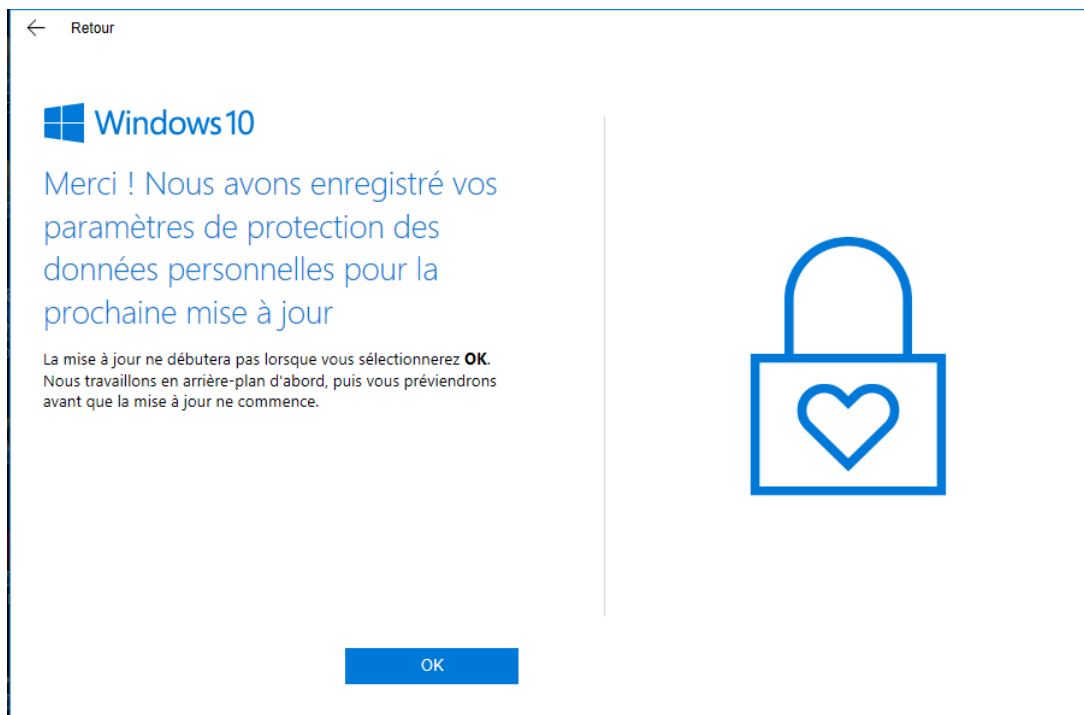 Retour
Windows 10
Merci ! Nous avons enregistré vos
paramètres de protection des
données personnelles pour la
prochaine mise à jour
La mise à jour ne débutera pas lorsque vous sélectionnerez OK.
Nous travaillons en arrière-plan d'abord, puis vous préviendrons
avant que la mise à jour ne commence.
OK